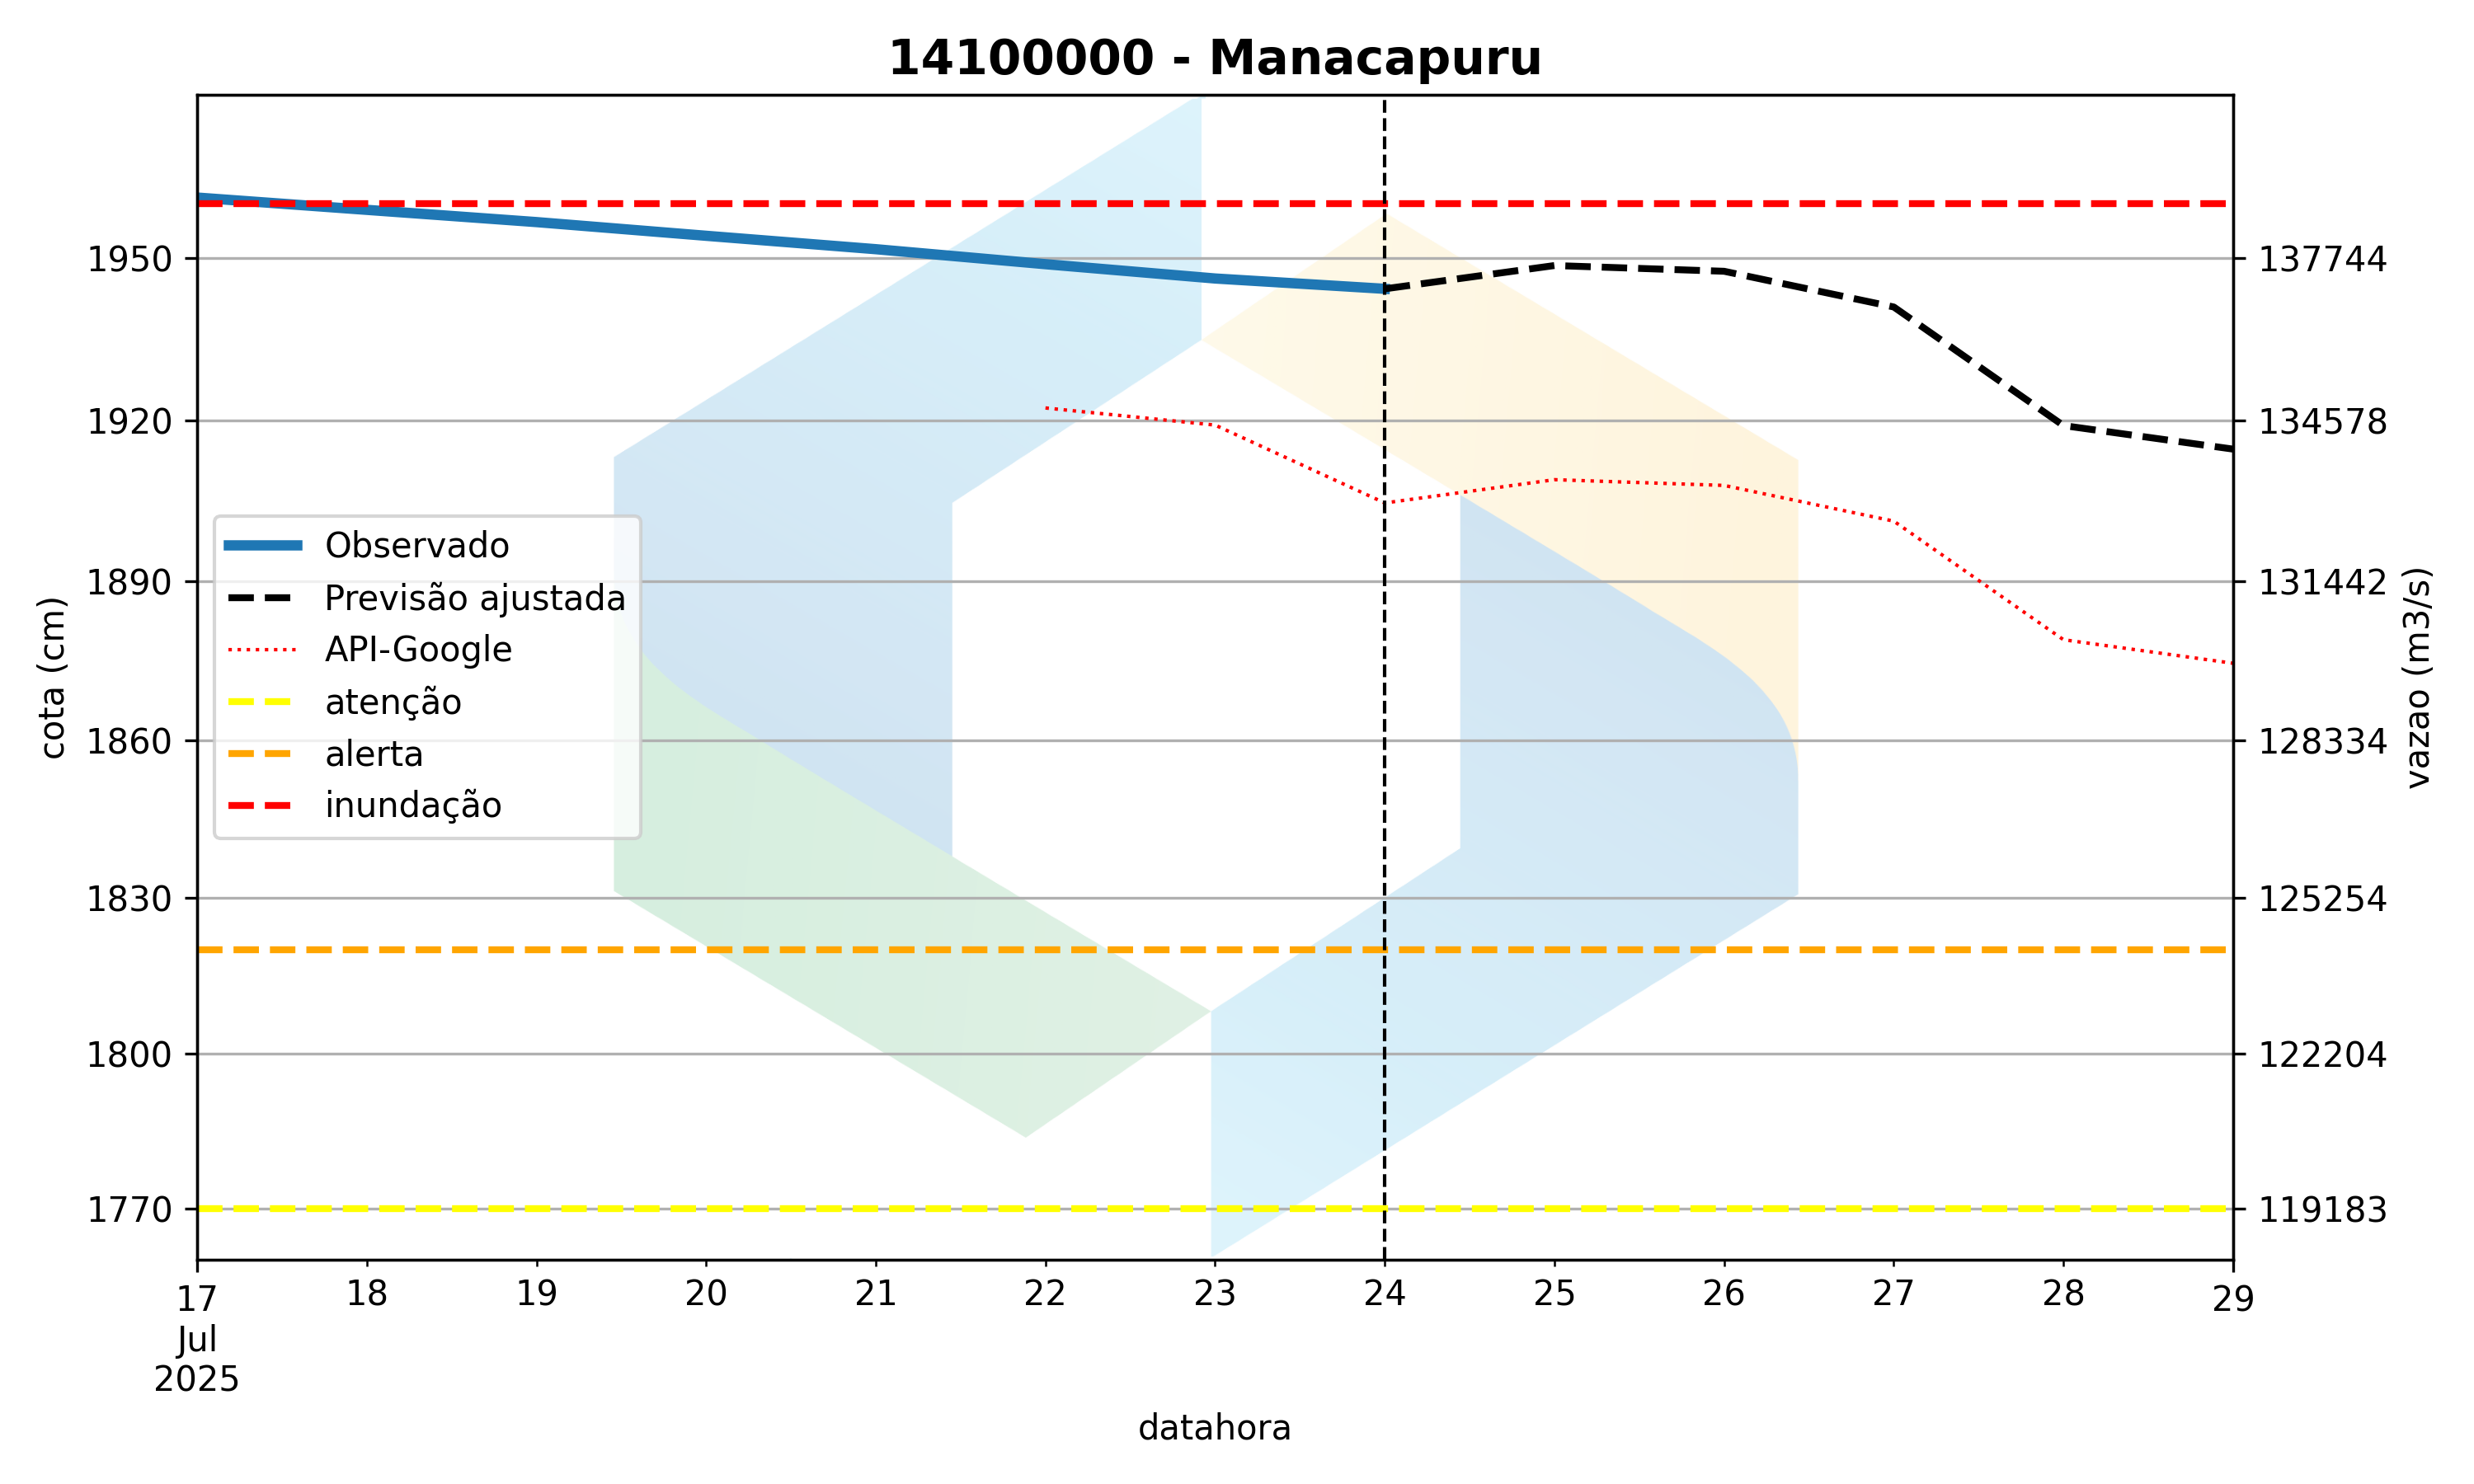 14100000 - Manacapuru
1950
1920
1890
1860
1830
1800
1770
cota (cm)
137744
134578
131442
128334
125254
122204
119183
vazao (m3/s)
Observado
Previsão ajustada
API-Google
atenção
alerta
inundação
17 18 19 20 21 22 23 24 25 26 27 28 29
Jul
2025
datahora